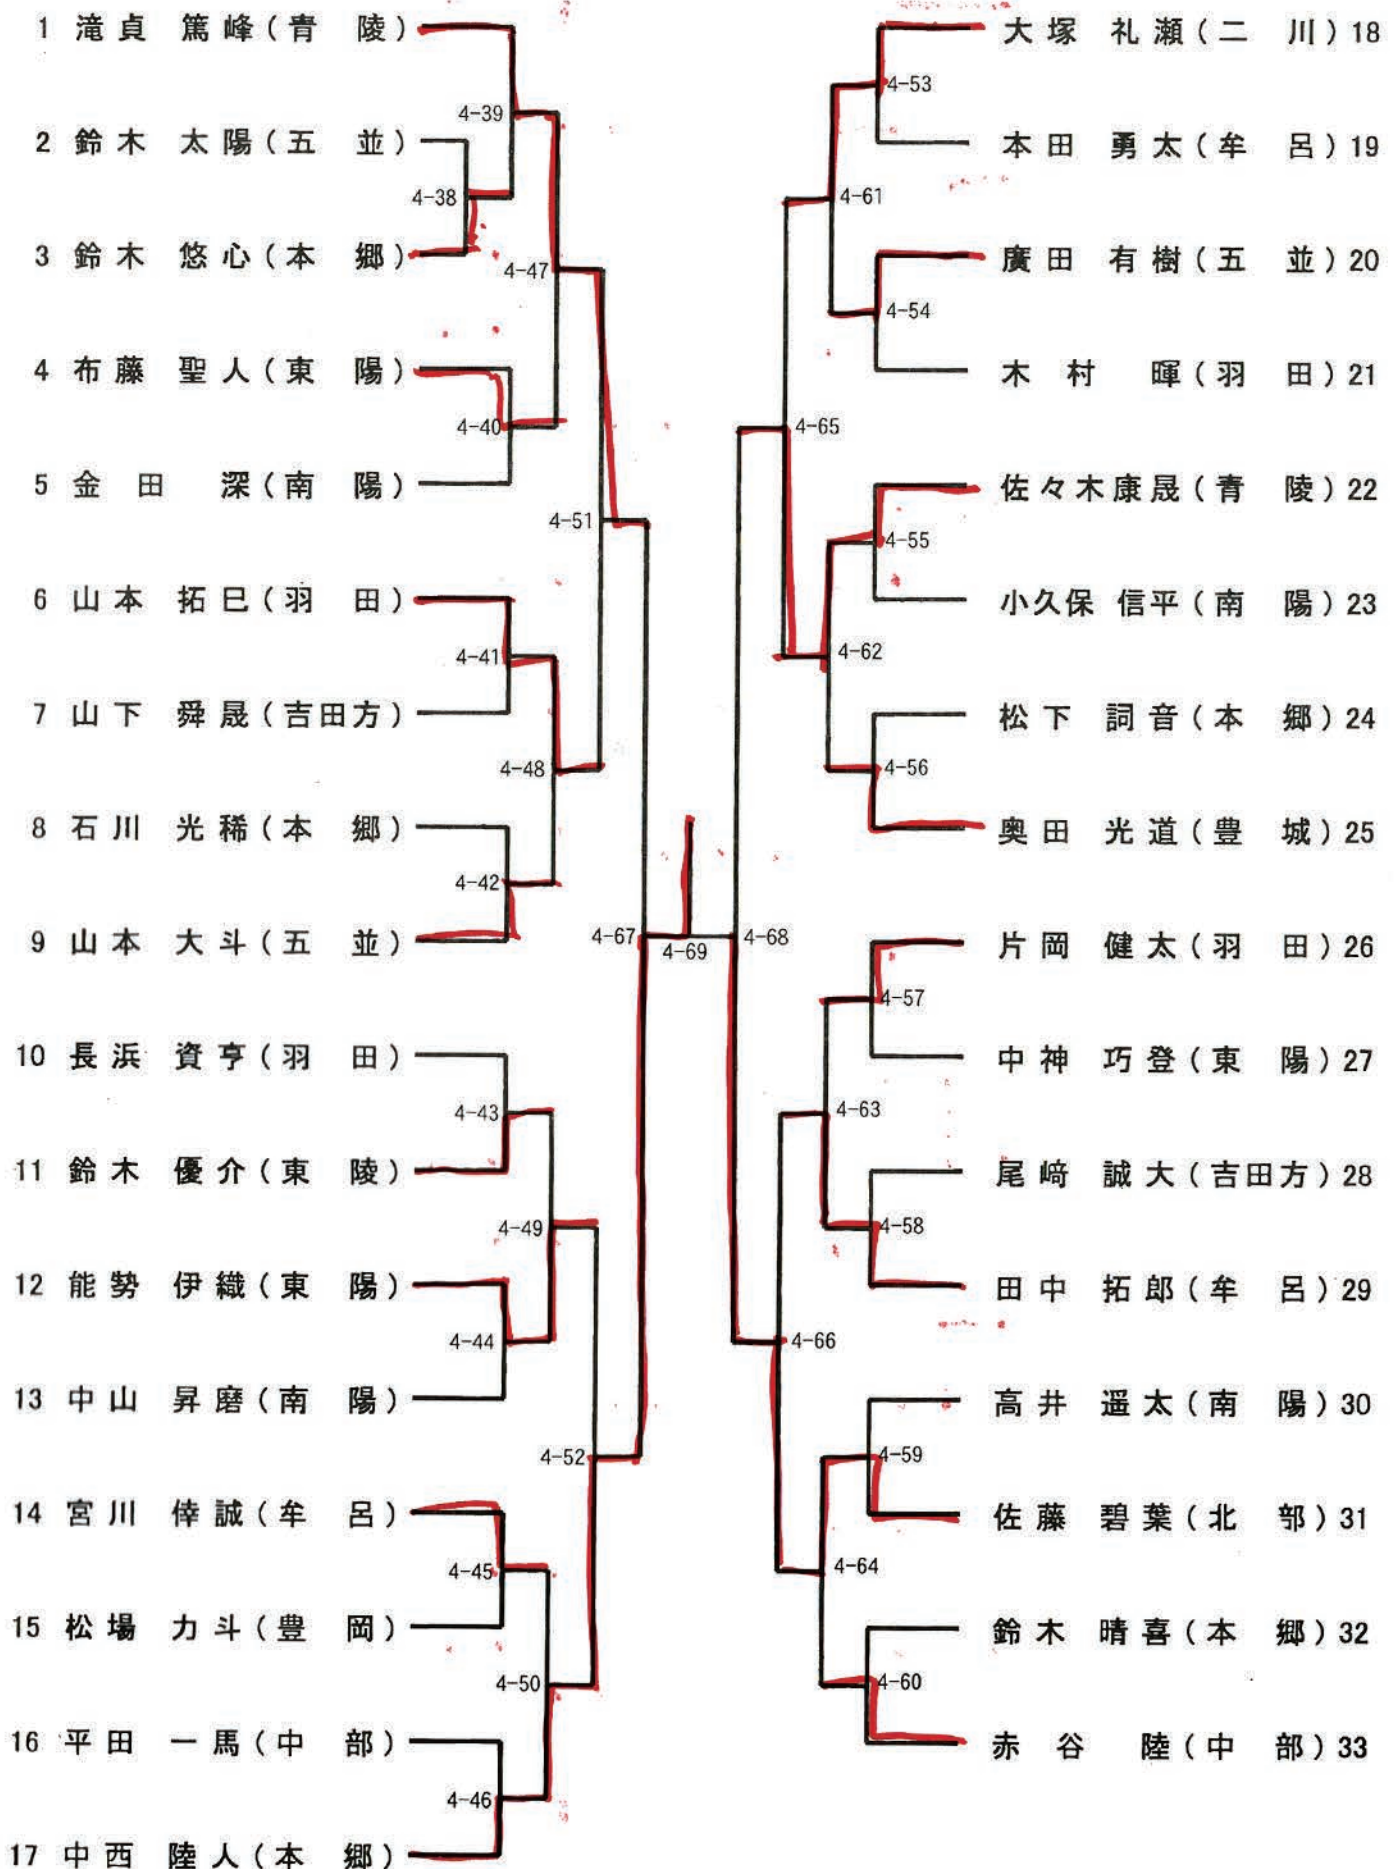 1 滝貞 篤峰(青 陵)
4-39
2 鈴木 太陽(五 並)
4-38
3 鈴木 悠心(本 郷)
4-47
4 布藤 聖人(東 陽)
4-40
5 金田 深(南 陽)
4-51
6 山本 拓巳(羽 田)
4-41
7 山下 舜晟(吉田方)
4-48
8 石川 光稀(本 郷)
4-42
9 山本 大斗(五 並)
4-67
4-69
10 長浜 資亨(羽 田)
4-43
11 鈴木 優介(東 陵)
4-49
12 能勢 伊織(東 陽)
4-44
13 中山 昇磨(南 陽)
4-52
14 宮川 倖誠(牟 呂)
4-45
15 松場 力斗(豊 岡)
4-50
16 平田 一馬(中 部)
4-46
17 中西 陸人(本 郷)
大塚 礼瀬(二 川)18
4-53
本田 勇太(牟 呂)19
4-61
廣田 有樹(五 並)20
4-54
木村 暉(羽 田)21
4-65
佐々木康晟(青 陵)22
4-55
小久保 信平(南 陽)23
4-62
松下 詞音(本 郷)24
4-56
奥田 光道(豊 城)25
4-68
片岡 健太(羽 田)26
4-57
中神 巧登(東 陽)27
4-63
尾﨑 誠大(吉田方)28
4-58
田中 拓郎(牟 呂)29
4-66
高井 遥太(南 陽)30
4-59
佐藤 碧葉(北 部)31
4-64
鈴木 晴喜(本 郷)32
4-60
赤谷 陸(中 部)33